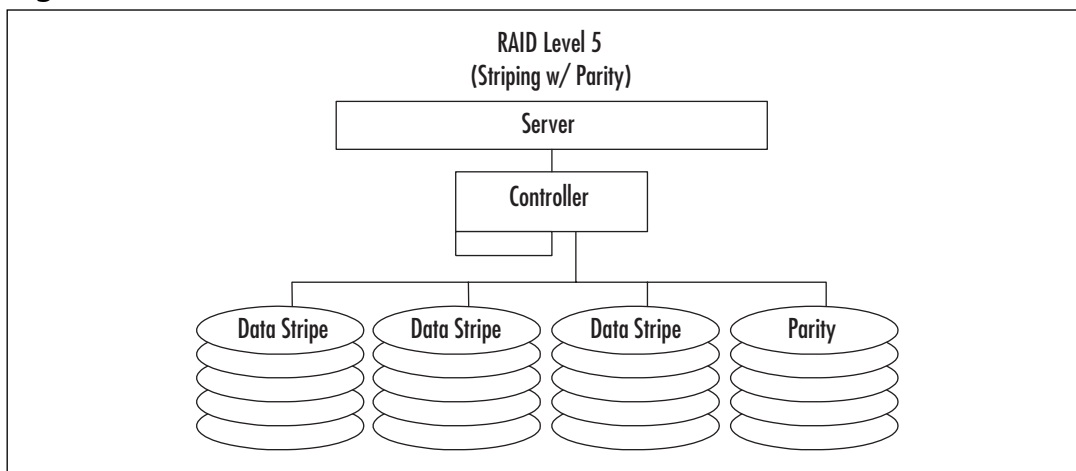 RAID Level 5
(Striping w/ Parity)
Server
Controller
Data Stripe
Data Stripe
Data Stripe
Parity